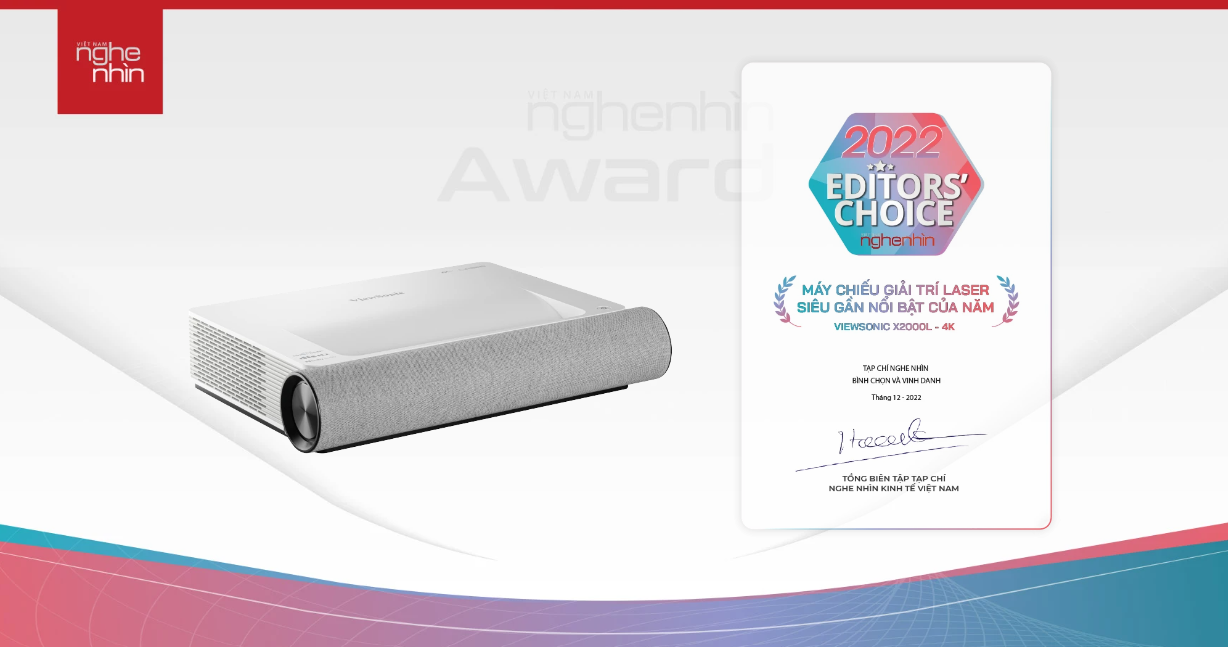 VIỆT NAM
nghe
nhìn
VIỆT NAM
nghenhìn
Award
ViewSonic
2022
EDITORS'
CHOICE
nghenhìn
MÁY CHIẾU GIẢI TRÍ LASER
SIÊU GẦN NỔI BẬT CỦA NĂM
VIEWSONIC X2000L - 4K
TẠP CHÍ NGHE NHÌN
BÌNH CHỌN VÀ VINH DANH
Tháng 12 - 2022
TỔNG BIÊN TẬP TẠP CHÍ
NGHE NHÌN KINH TẾ VIỆT NAM